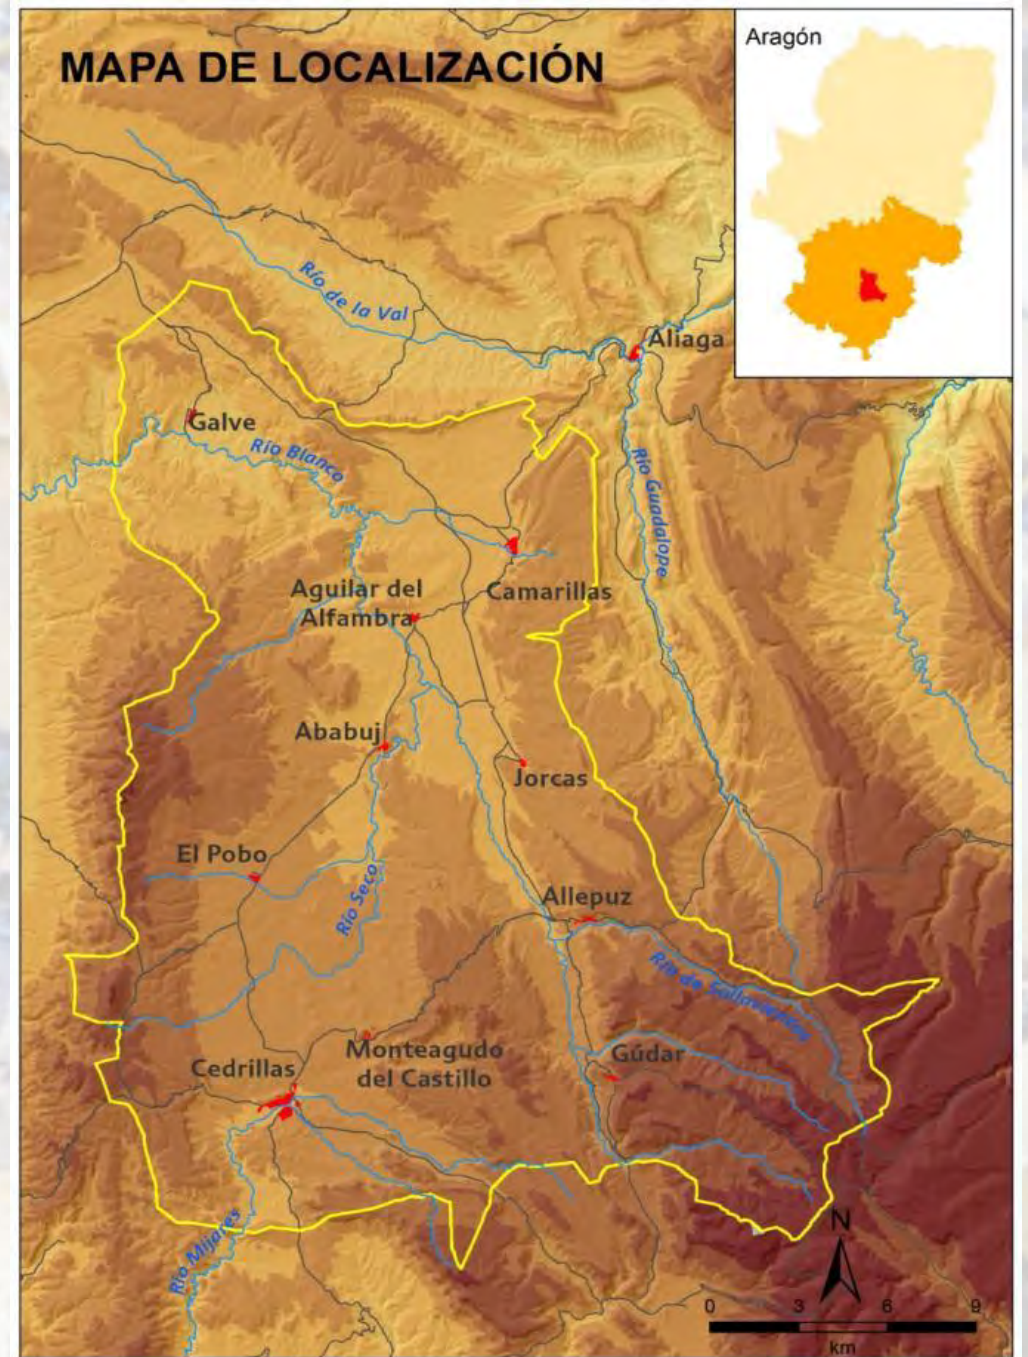 MAPA DE LOCALIZACIÓN
Aragón
Río de la Val
Aliaga
Galve
Río Blanco
Río Guadalope
Aguilar del
Alfambra
Camarillas
Ababuj
Jorcas
El Pobo
Río Seco
Allepuz
Río de Sollavientos
Monteagudo
del Castillo
Gúdar
Cedrillas
Río Mijares
N
0 3 6 9
km